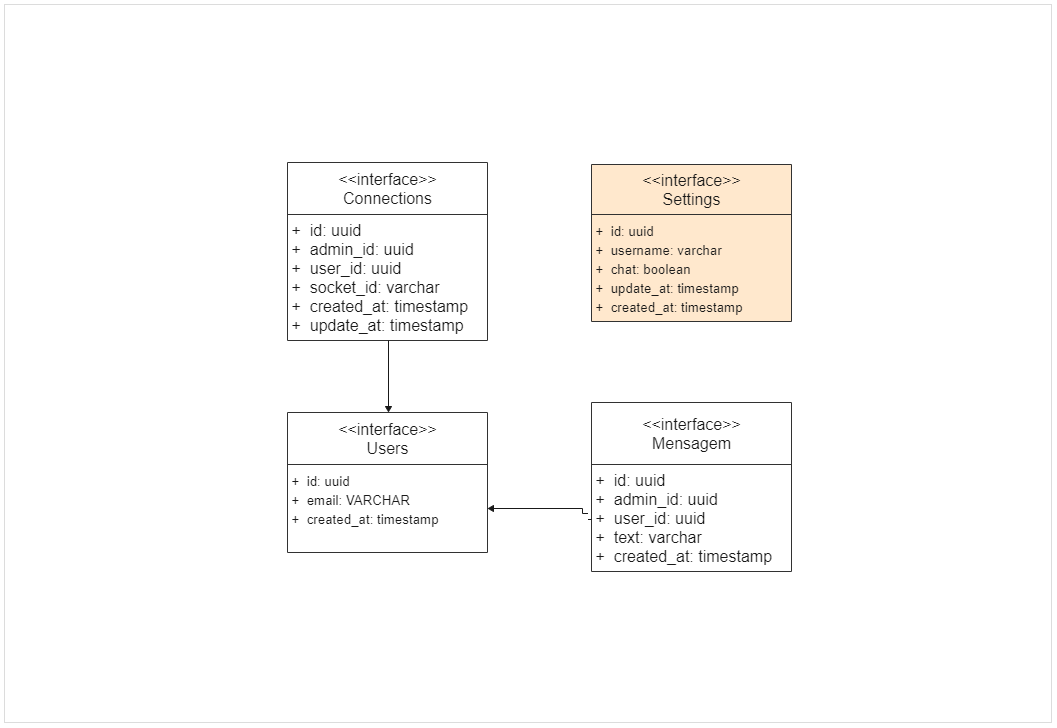 <<interface>>
Connections
+ id: uuid
+ admin_id: uuid
+ user_id: uuid
+ socket_id: varchar
+ created_at: timestamp
+ update_at: timestamp
<<interface>>
Settings
+ id: uuid
+ username: varchar
+ chat: boolean
+ update_at: timestamp
+ created_at: timestamp
<<interface>>
Users
+ id: uuid
+ email: VARCHAR
+ created_at: timestamp
<<interface>>
Mensagem
+ id: uuid
+ admin_id: uuid
+ user_id: uuid
+ text: varchar
+ created_at: timestamp